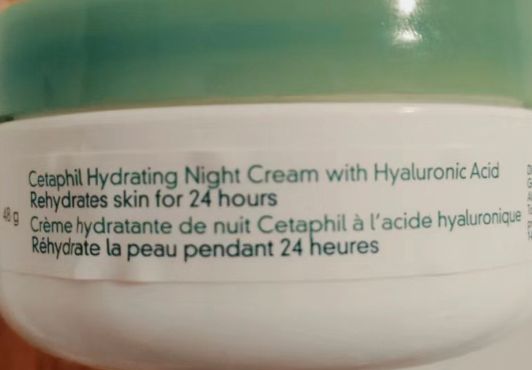 Cetaphil Hydrating Night Cream with Hyaluronic Acid
Rehydrates skin for 24 hours
48 g
Crème hydratante de nuit Cetaphil à l'acide hyaluronique
Réhydrate la peau pendant 24 heures